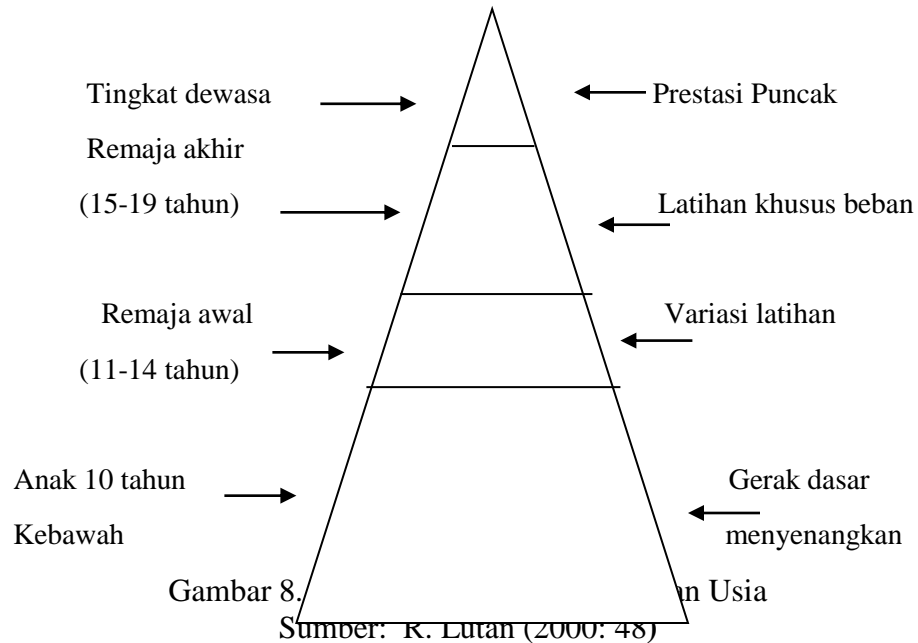 Tingkat dewasa
Prestasi Puncak
Remaja akhir
(15-19 tahun)
Latihan khusus beban
Remaja awal
Variasi latihan
(11-14 tahun)
Anak 10 tahun
Gerak dasar
Kebawah
menyenangkan
Gambar 8. Usia
Sumber: R. Lutan (2000: 48)